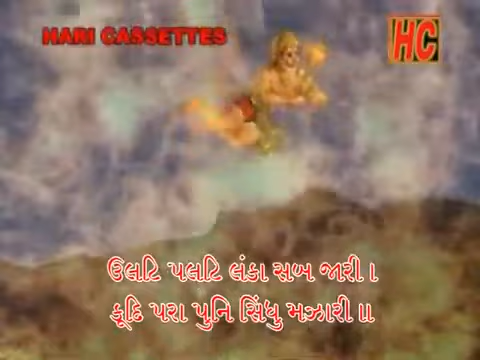 HARI CASSETTES
HC
ઉલટિ પલટિ લંકા સબ જારી ।
કૂદિ પરા પુનિ સિંધુ મઝારી ॥